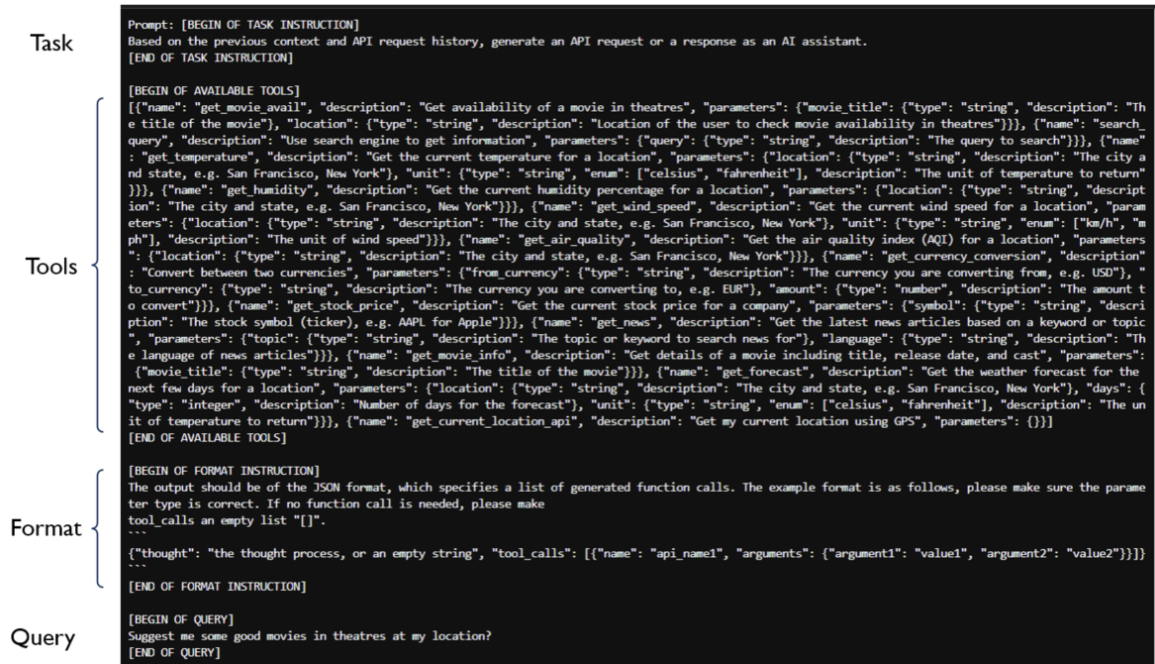 Task
Prompt: [BEGIN OF TASK INSTRUCTION]
Based on the previous context and API request history, generate an API request or a response as an AI assistant.
[END OF TASK INSTRUCTION]
Tools
[BEGIN OF AVAILABLE TOOLS]
[{"name": "get_movie_avail", "description": "Get availability of a movie in theatres", "parameters": {"movie_title": {"type": "string", "description": "Th
e title of the movie"}, "location": {"type": "string", "description": "Location of the user to check movie availability in theatres"}}}, {"name": "search_
query", "description": "Use search engine to get information", "parameters": {"query": {"type": "string", "description": "The query to search"}}}, {"name"
: "get_temperature", "description": "Get the current temperature for a location", "parameters": {"location": {"type": "string", "description": "The city a
nd state, e.g. San Francisco, New York"}, "unit": {"type": "string", "enum": ["celsius", "fahrenheit"], "description": "The unit of temperature to return"
}}}, {"name": "get_humidity", "description": "Get the current humidity percentage for a location", "parameters": {"location": {"type": "string", "descript
ion": "The city and state, e.g. San Francisco, New York"}}}, {"name": "get_wind_speed", "description": "Get the current wind speed for a location", "param
eters": {"location": {"type": "string", "description": "The city and state, e.g. San Francisco, New York"}, "unit": {"type": "string", "enum": ["km/h", "m
ph"], "description": "The unit of wind speed"}}}, {"name": "get_air_quality", "description": "Get the air quality index (AQI) for a location", "parameters
": {"location": {"type": "string", "description": "The city and state, e.g. San Francisco, New York"}}}, {"name": "get_currency_conversion", "description"
: "Convert between two currencies", "parameters": {"from_currency": {"type": "string", "description": "The currency you are converting from, e.g. USD"}, "
to_currency": {"type": "string", "description": "The currency you are converting to, e.g. EUR"}, "amount": {"type": "number", "description": "The amount t
o convert"}}}, {"name": "get_stock_price", "description": "Get the current stock price for a company", "parameters": {"symbol": {"type": "string", "descri
ption": "The stock symbol (ticker), e.g. AAPL for Apple"}}}, {"name": "get_news", "description": "Get the latest news articles based on a keyword or topic
", "parameters": {"topic": {"type": "string", "description": "The topic or keyword to search news for"}, "language": {"type": "string", "description": "Th
e language of news articles"}}}, {"name": "get_movie_info", "description": "Get details of a movie including title, release date, and cast", "parameters":
{"movie_title": {"type": "string", "description": "The title of the movie"}}}, {"name": "get_forecast", "description": "Get the weather forecast for the
next few days for a location", "parameters": {"location": {"type": "string", "description": "The city and state, e.g. San Francisco, New York"}, "days": {
"type": "integer", "description": "Number of days for the forecast"}, "unit": {"type": "string", "enum": ["celsius", "fahrenheit"], "description": "The un
it of temperature to return"}}}, {"name": "get_current_location_api", "description": "Get my current location using GPS", "parameters": {}}]
[END OF AVAILABLE TOOLS]
Format
[BEGIN OF FORMAT INSTRUCTION]
The output should be of the JSON format, which specifies a list of generated function calls. The example format is as follows, please make sure the parame
ter type is correct. If no function call is needed, please make
tool_calls an empty list "[]".
```
{"thought": "the thought process, or an empty string", "tool_calls": [{"name": "api_name1", "arguments": {"argument1": "value1", "argument2": "value2"}}]}
```
[END OF FORMAT INSTRUCTION]
Query
[BEGIN OF QUERY]
Suggest me some good movies in theatres at my location?
[END OF QUERY]